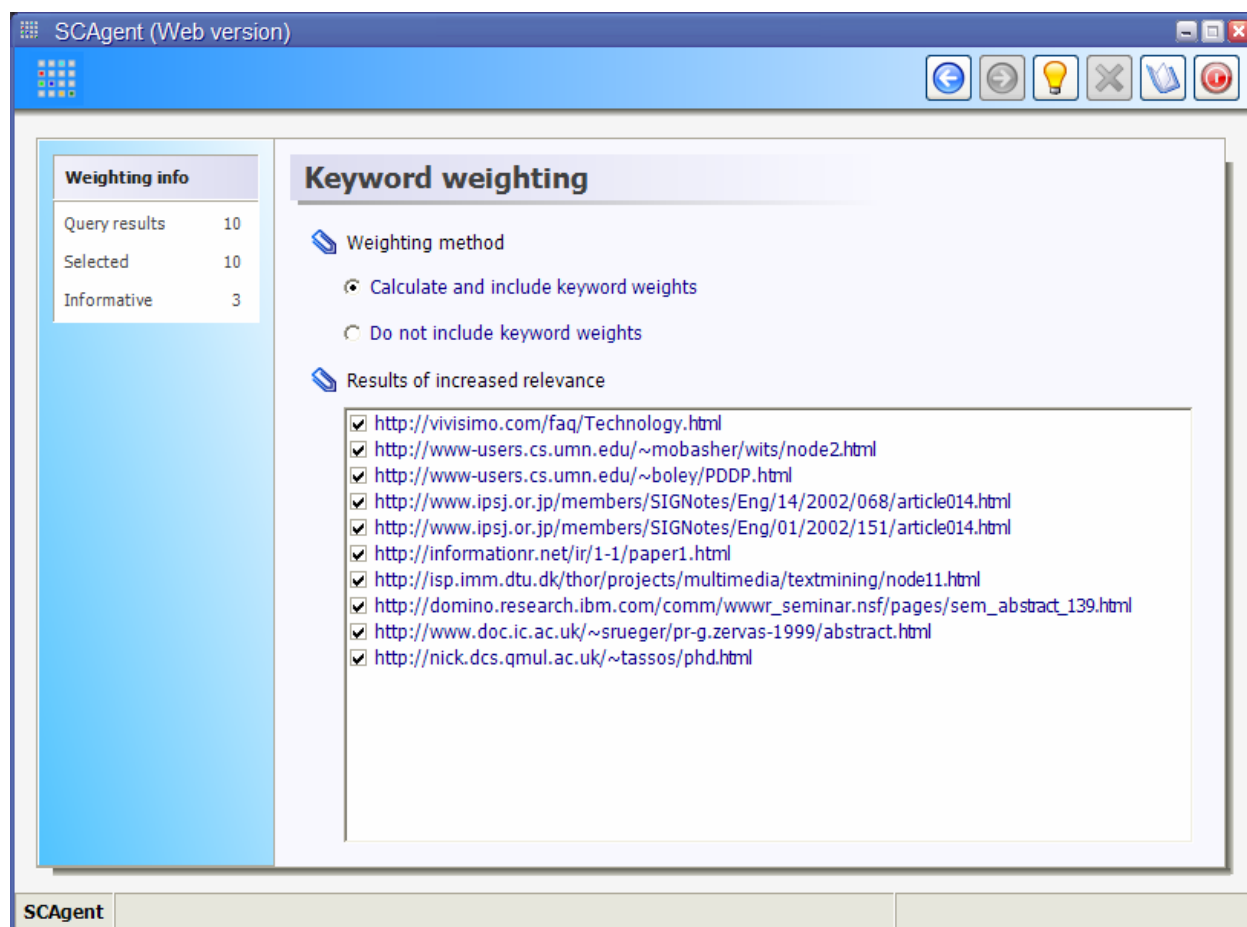 SCAgent (Web version)
Weighting info
Query results 10
Selected 10
Informative 3
Keyword weighting
Weighting method
Calculate and include keyword weights
Do not include keyword weights
Results of increased relevance
http://vivisimo.com/faq/Technology.html
http://www-users.cs.umn.edu/~mobasher/wits/node2.html
http://www-users.cs.umn.edu/~boley/PDDP.html
http://www.ipsj.or.jp/members/SIGNotes/Eng/14/2002/068/article014.html
http://www.ipsj.or.jp/members/SIGNotes/Eng/01/2002/151/article014.html
http://informationr.net/ir/1-1/paper1.html
http://isp.imm.dtu.dk/thor/projects/multimedia/textmining/node11.html
http://domino.research.ibm.com/comm/wwwr_seminar.nsf/pages/sem_abstract_139.html
http://www.doc.ic.ac.uk/~srueger/pr-g.zervas-1999/abstract.html
http://nick.dcs.qmul.ac.uk/~tassos/phd.html
SCAgent